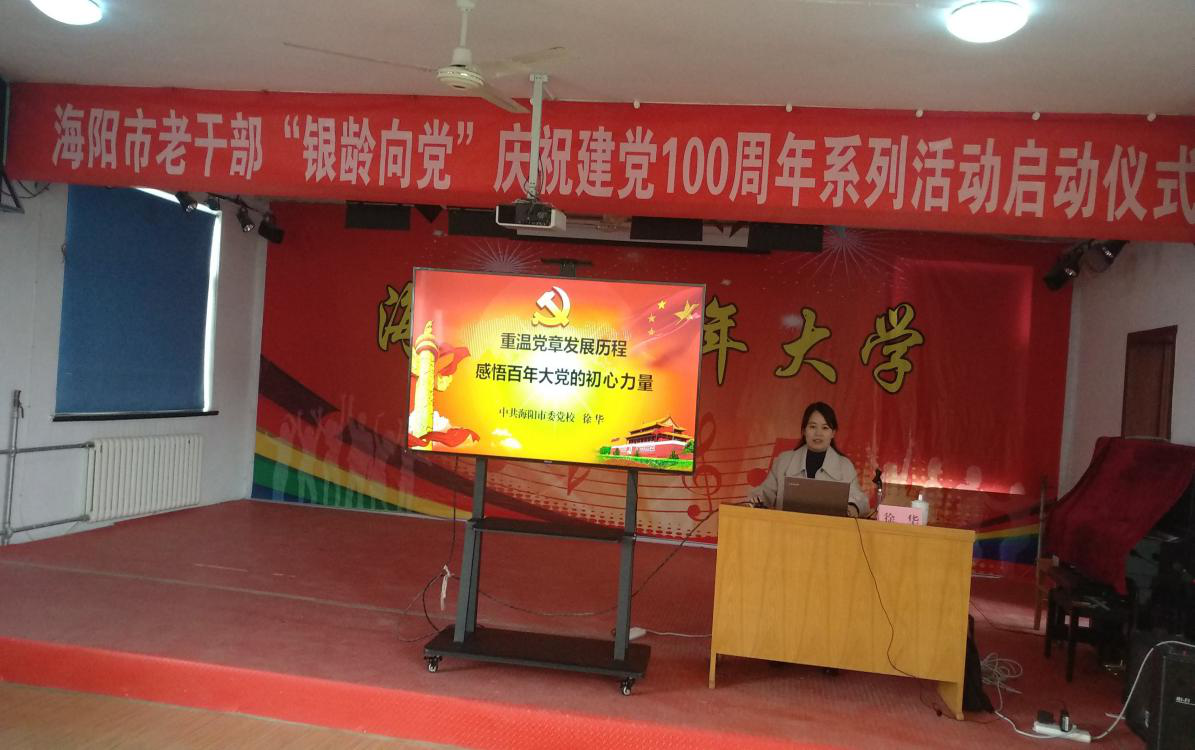 海阳市老干部“银龄向党”庆祝建党100周年系列活动启动仪式
海 年大学
重温党章发展历程
感悟百年大党的初心力量
中共海阳市委党校 徐 华
徐 华